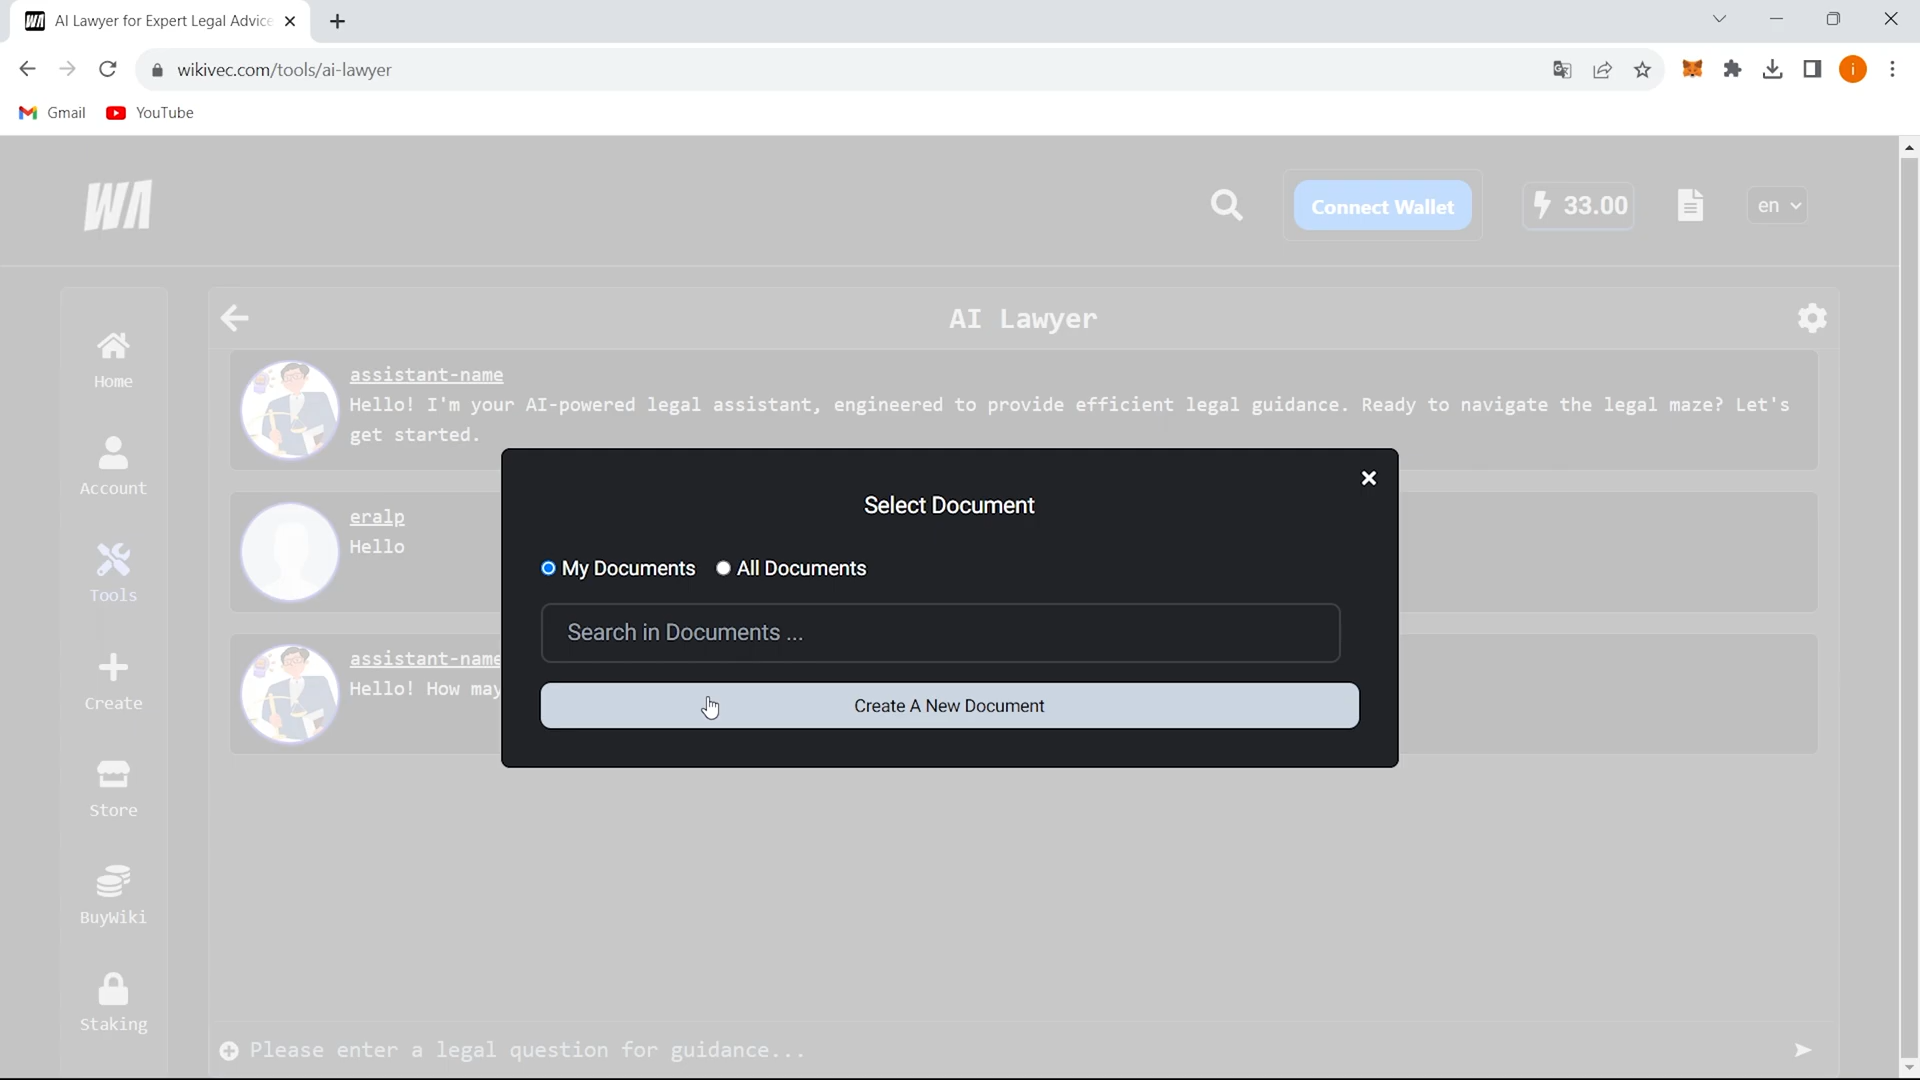 AI Lawyer for Expert Legal Advice
wikivec.com/tools/ai-lawyer
Gmail YouTube
WA
Connect Wallet 33.00 en
AI Lawyer
Home
Account
Tools
Create
Store
BuyWiki
Staking
assistant-name
Hello! I'm your AI-powered legal assistant, engineered to provide efficient legal guidance. Ready to navigate the legal maze? Let's
get started.
eralp
Hello
assistant-name
Hello! How may
Select Document
My Documents All Documents
Search in Documents ...
Create A New Document
Please enter a legal question for guidance...